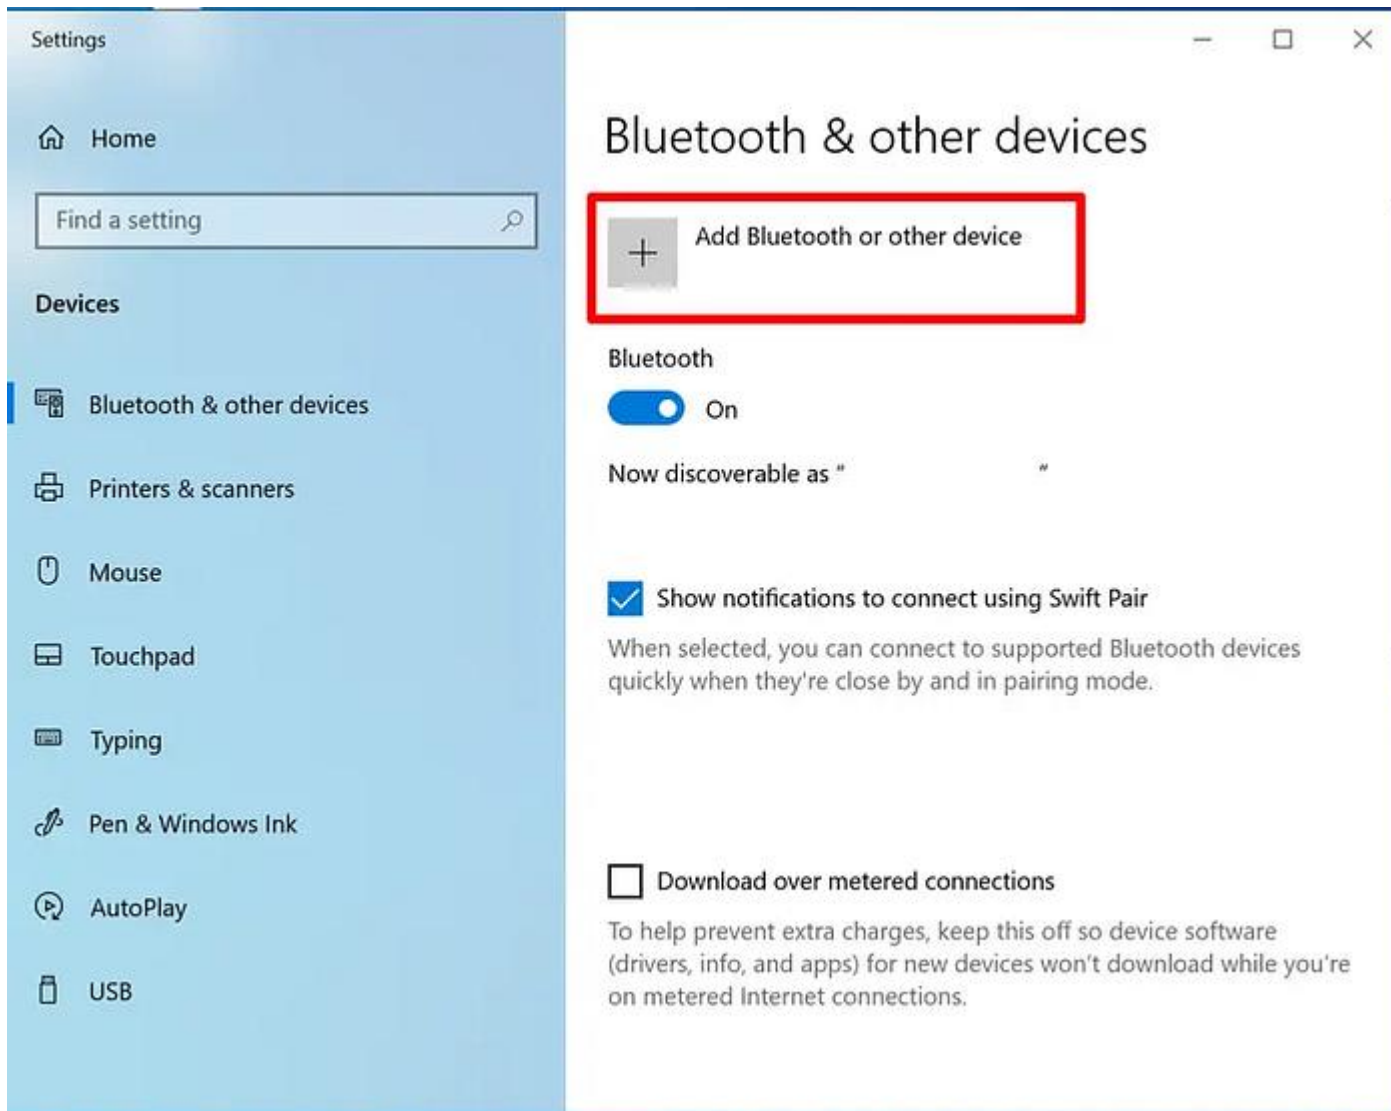 Settings
Home
Find a setting
Devices
Bluetooth & other devices
Printers & scanners
Mouse
Touchpad
Typing
Pen & Windows Ink
AutoPlay
USB
Bluetooth & other devices
Add Bluetooth or other device
Bluetooth
On
Now discoverable as “ ”
Show notifications to connect using Swift Pair
When selected, you can connect to supported Bluetooth devices
quickly when they're close by and in pairing mode.
Download over metered connections
To help prevent extra charges, keep this off so device software
(drivers, info, and apps) for new devices won't download while you're
on metered Internet connections.